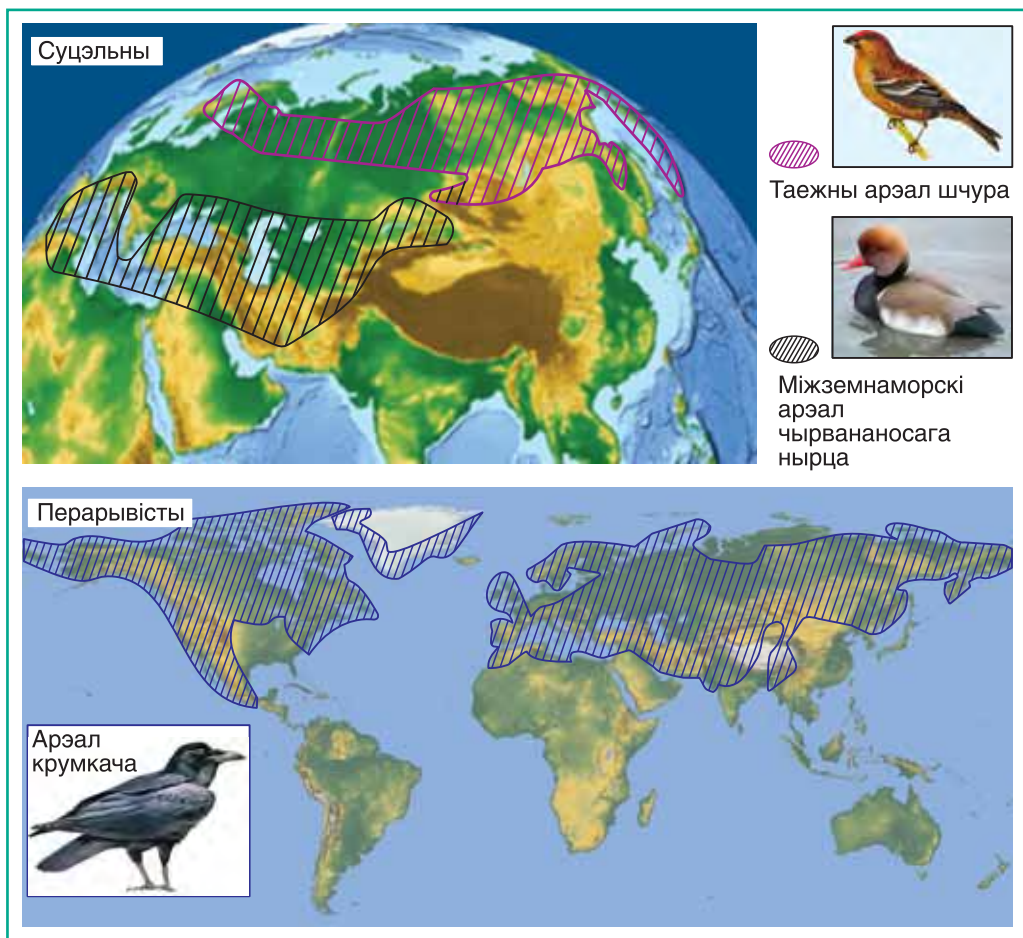 Суцэльны
Таежны арэал шчура
Міжземнаморскі
арэал
чырвананосага
нырца
Перарывісты
Арэал
крумкача